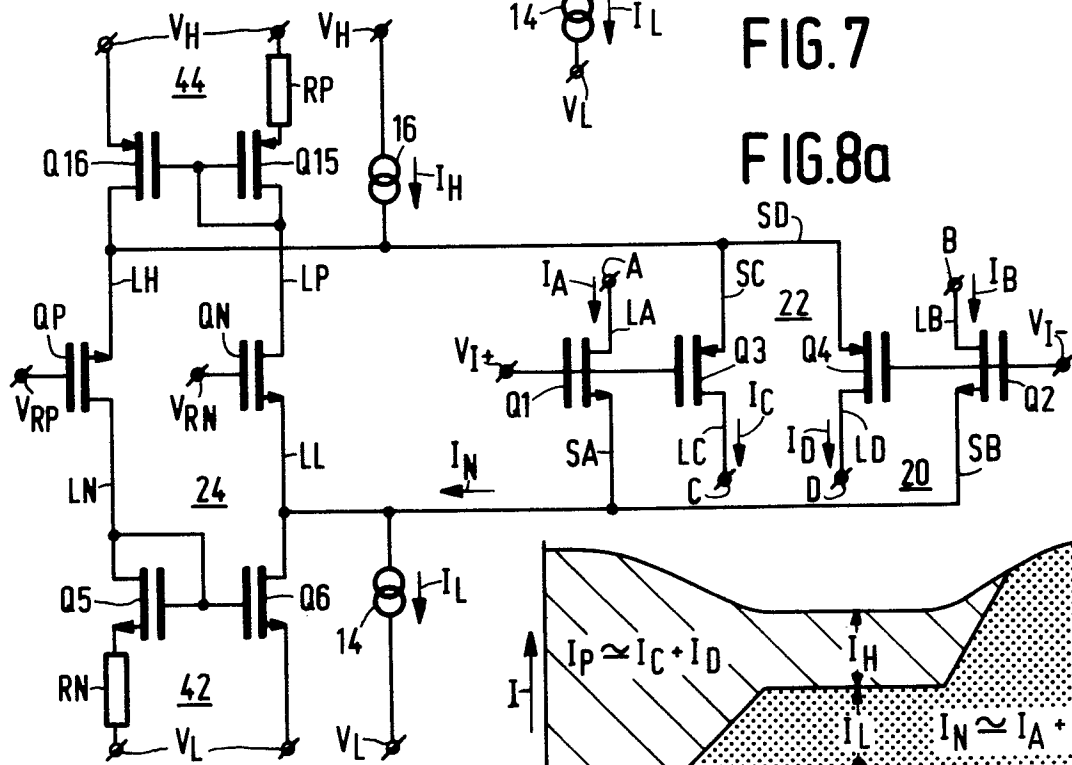 14 I_L
V_L
FIG.7
FIG.8a
V_H V_H
44 RP
Q16 Q15 16 I_H
SD
LH LP
I_A A SC 22 B I_B
LA LB
QP QN
V_I+ Q3 Q4 V_I-
V_RP V_RN Q1 Q2
I_C
LL SA LC I_D LD SB
I_N
LN 24 C D 20
Q5 Q6 14 I_L
RN 42
V_L V_L
I_P ≃ I_C + I_D
I
I_H
I_L
I_N ≃ I_A +